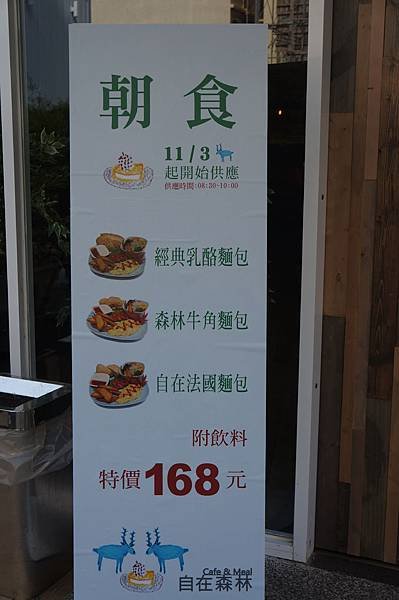 朝食
11/3
起開始供應
供應時間:08:30~10:00
經典乳酪麵包
森林牛角麵包
自在法國麵包
附飲料
特價168元
Cafe & Meal
自在森林